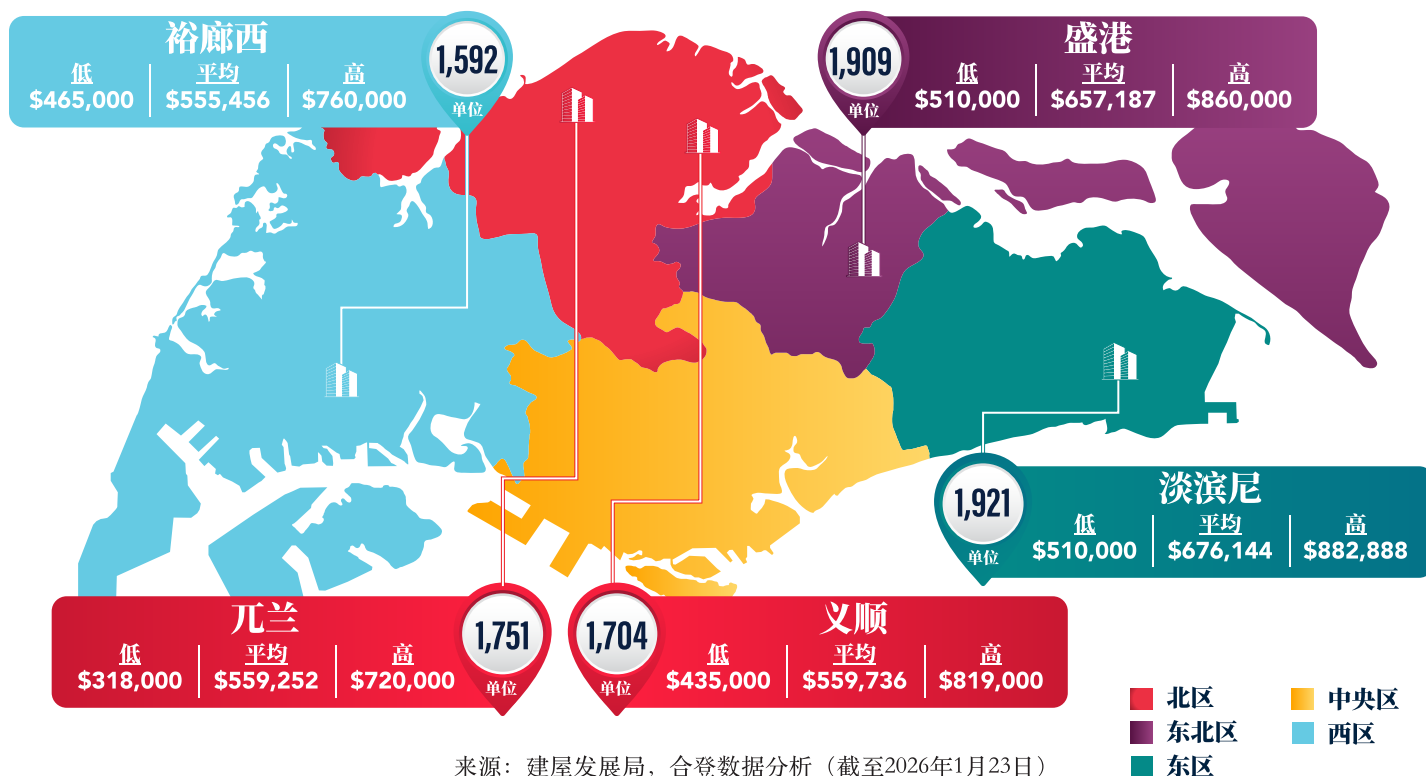 裕廊西
低 平均 高
$465,000 $555,456 $760,000
1,592
单位
盛港
低 平均 高
$510,000 $657,187 $860,000
1,909
单位
淡滨尼
低 平均 高
$510,000 $676,144 $882,888
1,921
单位
兀兰
低 平均 高
$318,000 $559,252 $720,000
1,751
单位
义顺
低 平均 高
$435,000 $559,736 $819,000
1,704
单位
北区
东北区
东区
中央区
西区
来源：建屋发展局，合登数据分析（截至2026年1月23日）